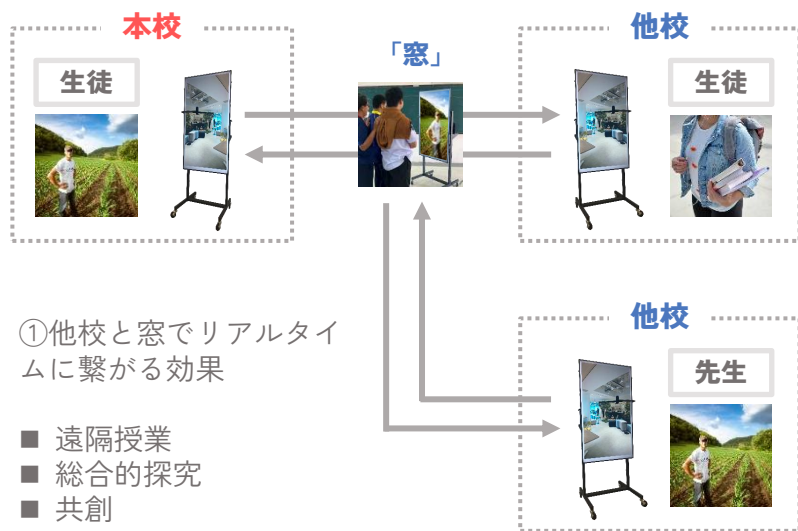 本校
「窓」
他校
生徒
生徒
①他校と窓でリアルタイ
ムに繋がる効果
■ 遠隔授業
■ 総合的探究
■ 共創
他校
先生